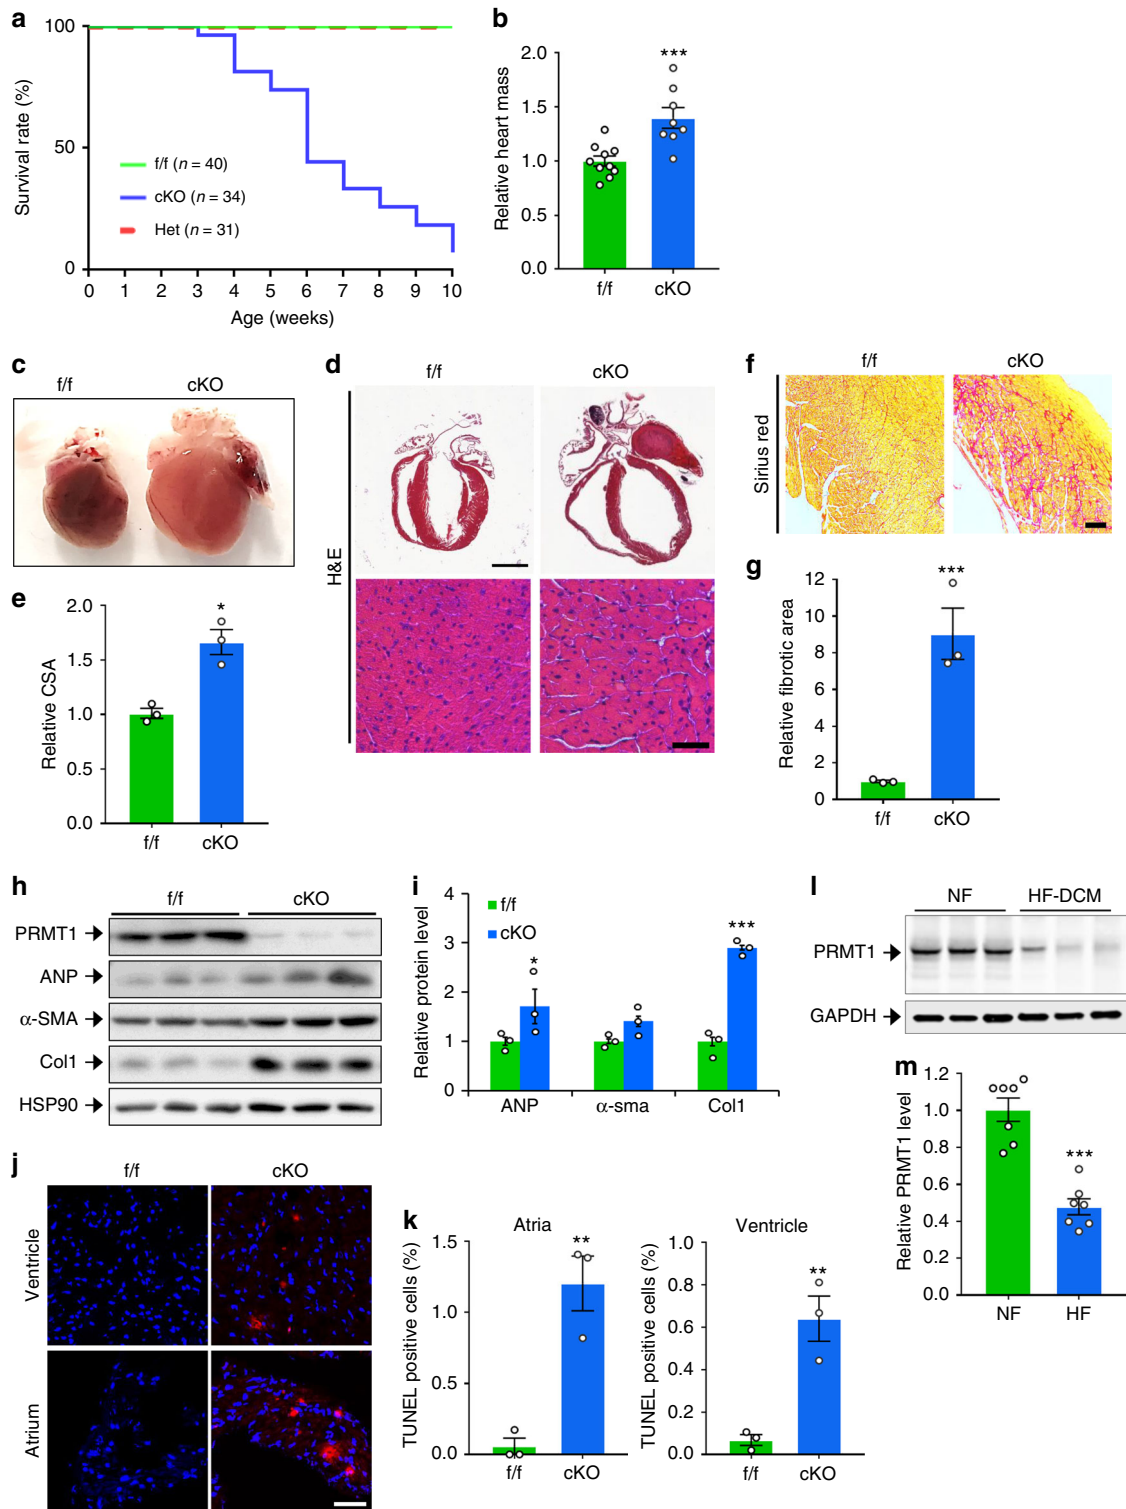 a
Survival rate (%)
100
50
0
f/f (n = 40)
cKO (n = 34)
Het (n = 31)
0 1 2 3 4 5 6 7 8 9 10
Age (weeks)
b
Relative heart mass
2.0
1.5
1.0
0.5
0.0
***
f/f cKO
c
f/f cKO
d
f/f cKO
H&E
e
Relative CSA
2.0
1.5
1.0
0.5
0.0
*
f/f cKO
f
f/f cKO
Sirius red
g
Relative fibrotic area
12
10
8
6
4
2
0
***
f/f cKO
h
f/f cKO
PRMT1
ANP
α-SMA
Col1
HSP90
i
Relative protein level
4
3
2
1
0
f/f
cKO
*
***
ANP α-sma Col1
j
f/f cKO
Ventricle
Atrium
k
Atria
TUNEL positive cells (%)
1.5
1.0
0.5
0.0
**
f/f cKO
Ventricle
TUNEL positive cells (%)
1.0
0.8
0.6
0.4
0.2
0.0
**
f/f cKO
l
NF HF-DCM
PRMT1
GAPDH
m
Relative PRMT1 level
1.2
1.0
0.8
0.6
0.4
0.2
0.0
***
NF HF